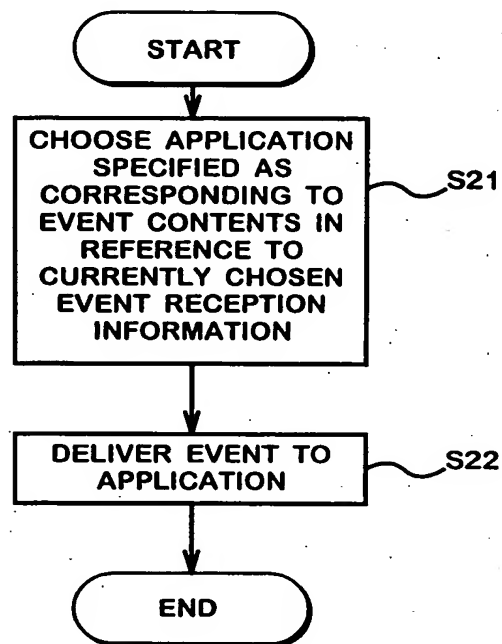 START
CHOOSE APPLICATION
SPECIFIED AS
CORRESPONDING TO
EVENT CONTENTS IN
REFERENCE TO
CURRENTLY CHOSEN
EVENT RECEPTION
INFORMATION
S21
DELIVER EVENT TO
APPLICATION
S22
END